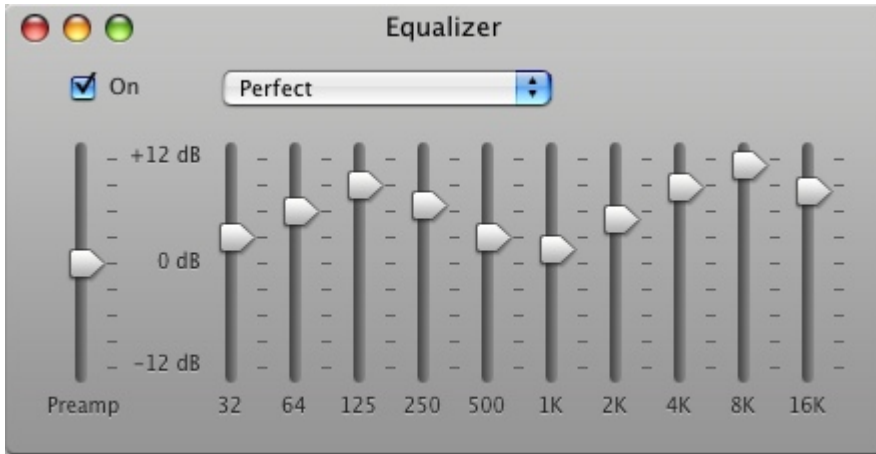 Equalizer
On
Perfect
+12 dB
0 dB
-12 dB
Preamp 32 64 125 250 500 1K 2K 4K 8K 16K